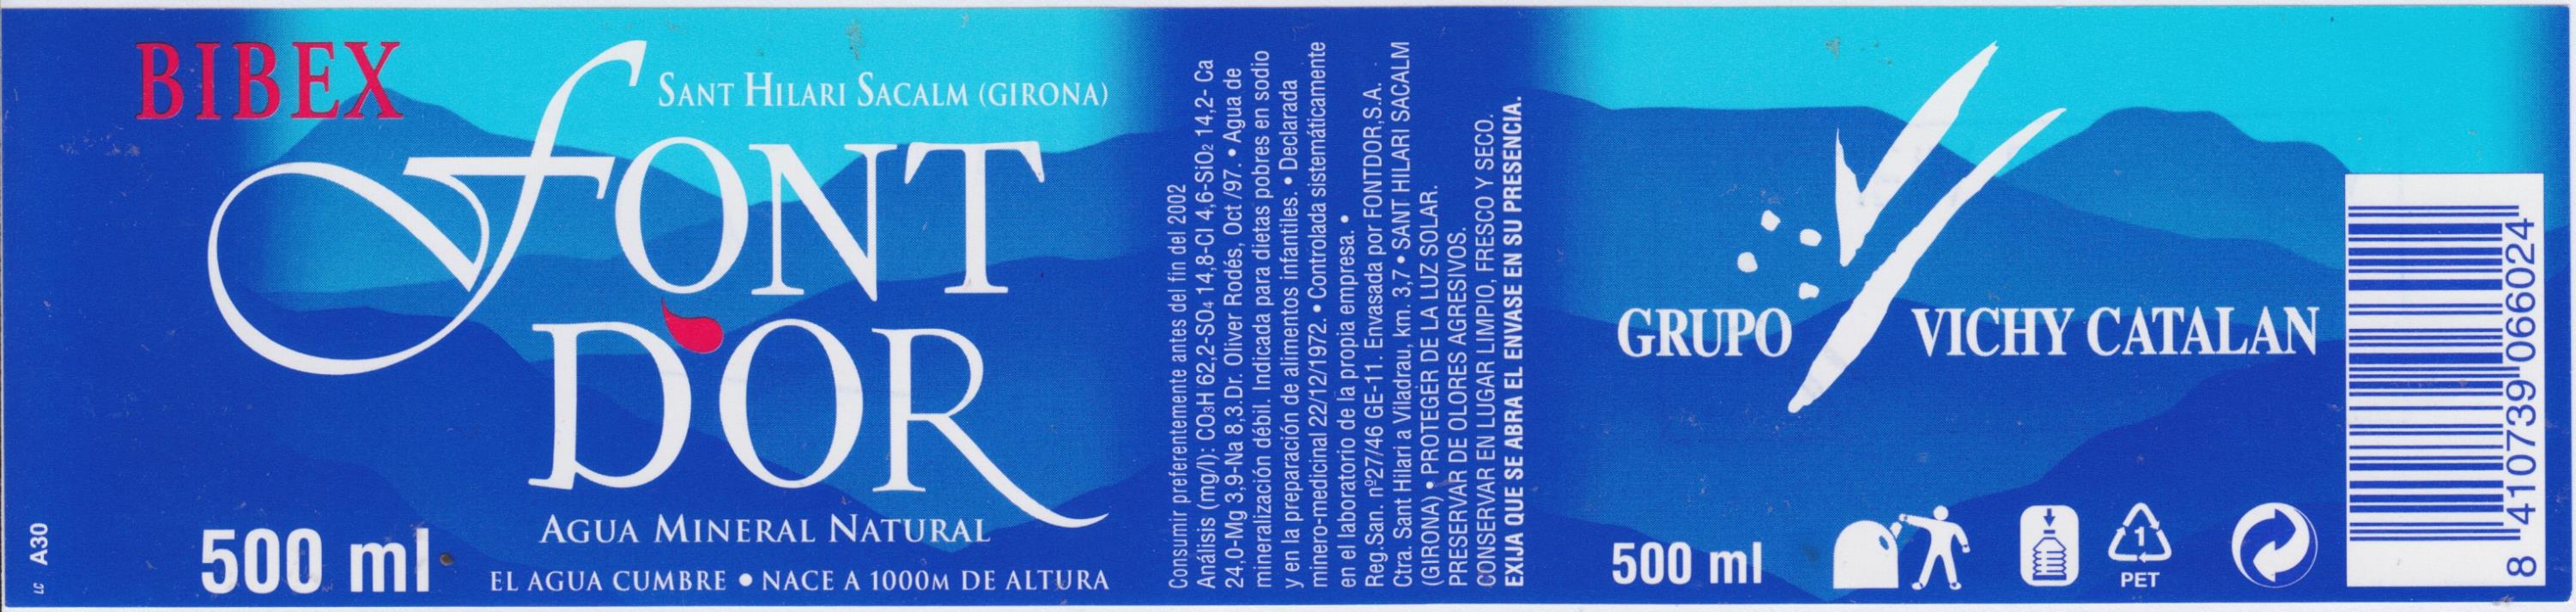 BIBEX
SANT HILARI SACALM (GIRONA)
FONT
D'OR
AGUA MINERAL NATURAL
500 ml
EL AGUA CUMBRE • NACE A 1000M DE ALTURA
LC A30
Consumir preferentemente antes del fin del 2002
Análisis (mg/l): CO3H 62,2-SO4 14,8-Cl 4,6-SiO2 14,2- Ca
24,0-Mg 3,9-Na 8,3.Dr. Oliver Rodés, Oct /97. • Agua de
mineralización débil. Indicada para dietas pobres en sodio
y en la preparación de alimentos infantiles. • Declarada
minero-medicinal 22/12/1972. • Controlada sistemáticamente
en el laboratorio de la propia empresa. •
Reg.San. nº27/46 GE-11. Envasada por FONTDOR,S.A.
Ctra. Sant Hilari a Viladrau, km. 3,7 • SANT HILARI SACALM
(GIRONA) • PROTEGER DE LA LUZ SOLAR.
PRESERVAR DE OLORES AGRESIVOS.
CONSERVAR EN LUGAR LIMPIO, FRESCO Y SECO.
EXIJA QUE SE ABRA EL ENVASE EN SU PRESENCIA.
GRUPO VICHY CATALAN
500 ml
1
PET
8 410739 066024